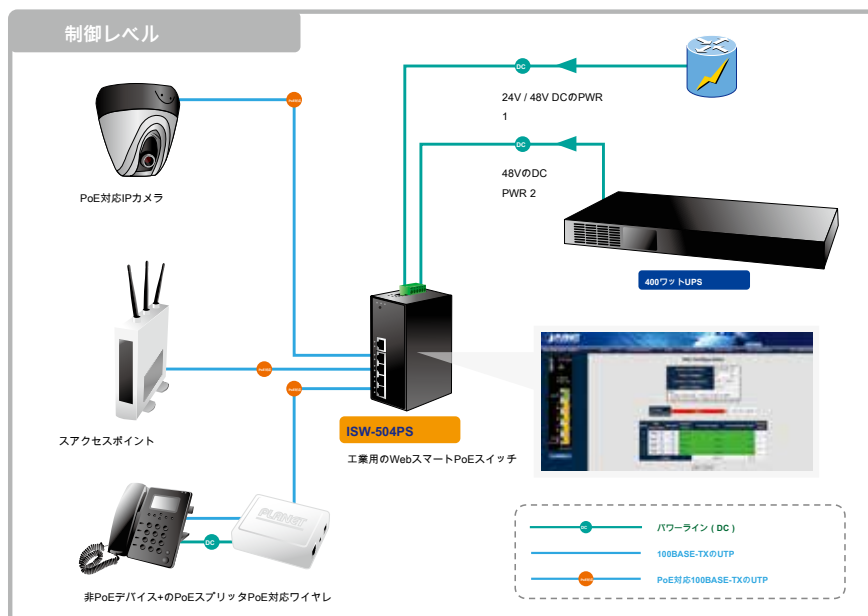 制御レベル
DC
24V / 48V DCのPWR
1
DC
48VのDC
PWR 2
PoE対応IPカメラ
400ワットUPS
スアクセスポイント
ISW-504PS
工業用のWebスマートPoEスイッチ
PLANET
DC
非PoEデバイス+のPoEスプリッタPoE対応ワイヤレ
DC
パワーライン ( DC )
100BASE-TXのUTP
PoE対応100BASE-TXのUTP